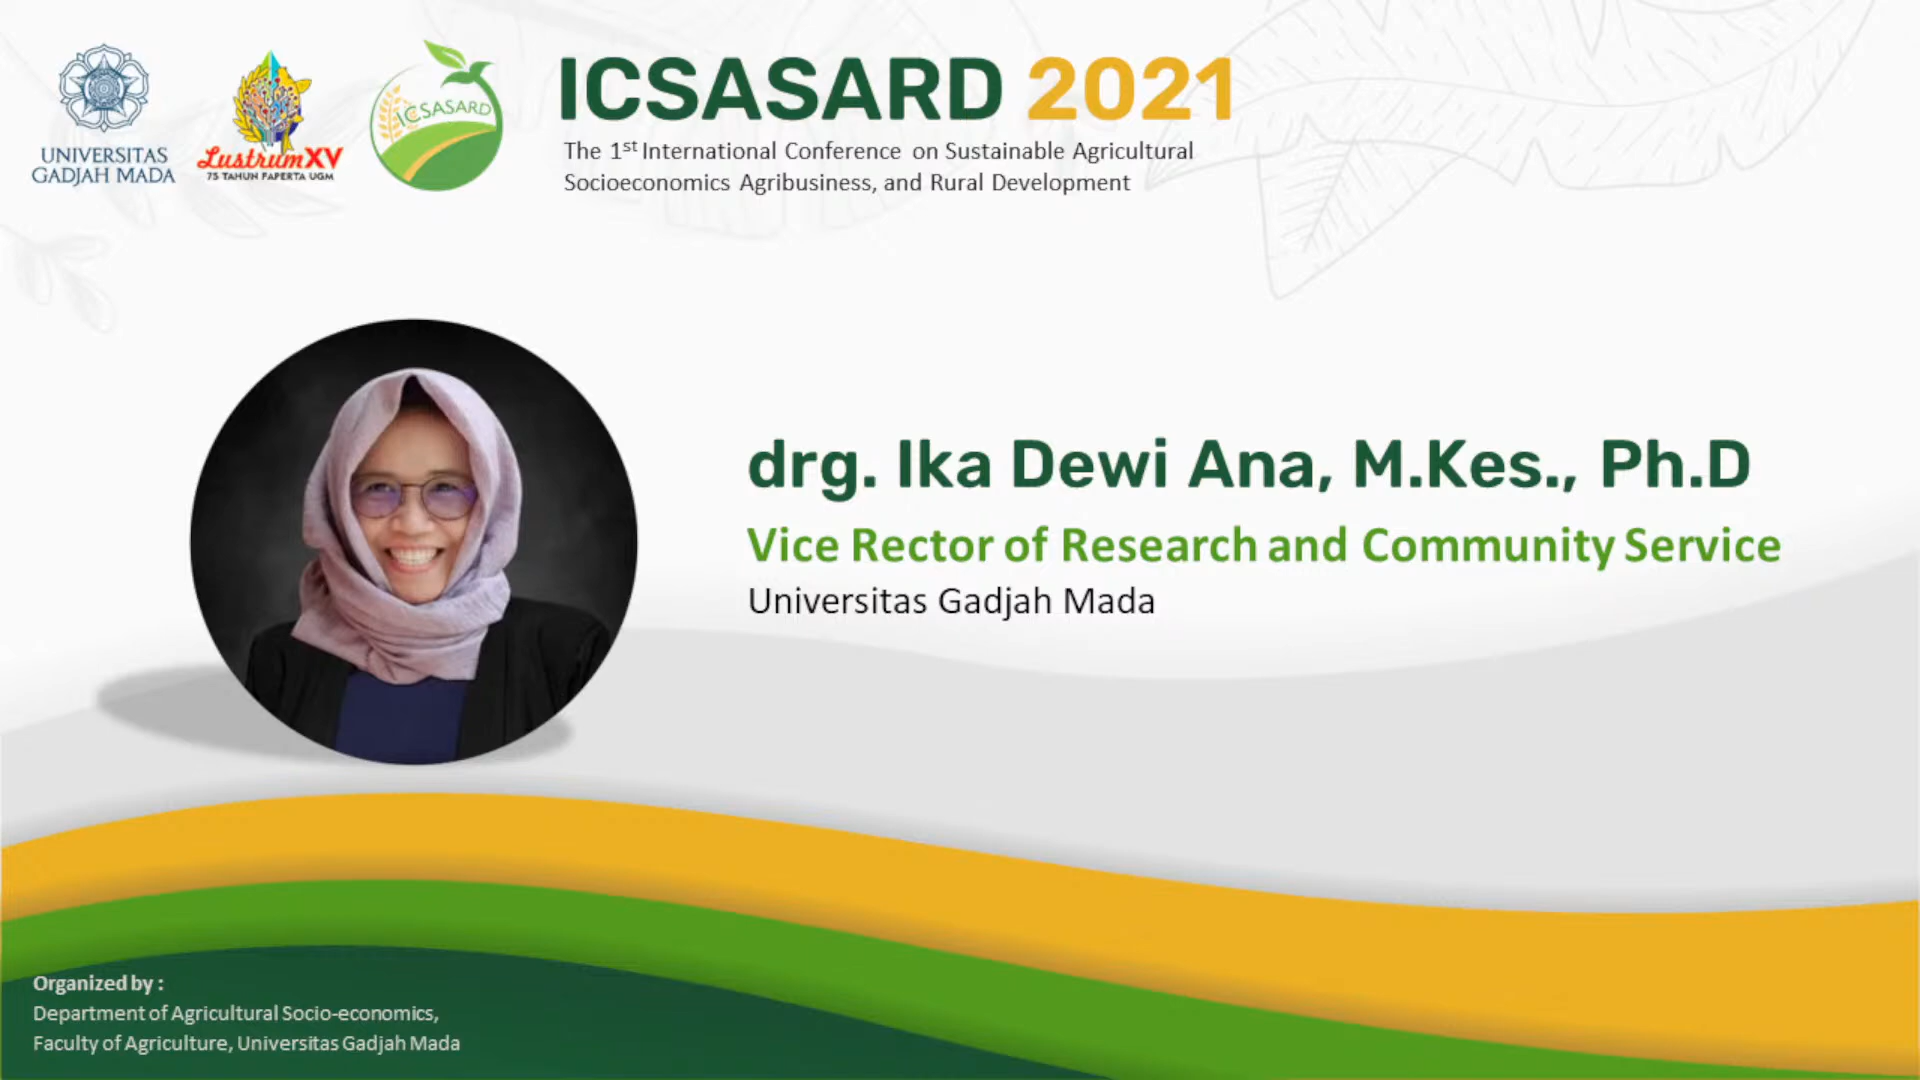 UNIVERSITAS
GADJAH MADA
LustrumXV
75 TAHUN FAPERTA UGM
ICSASARD
ICSASARD 2021
The 1st International Conference on Sustainable Agricultural
Socioeconomics Agribusiness, and Rural Development
drg. Ika Dewi Ana, M.Kes., Ph.D
Vice Rector of Research and Community Service
Universitas Gadjah Mada
Organized by :
Department of Agricultural Socio-economics,
Faculty of Agriculture, Universitas Gadjah Mada